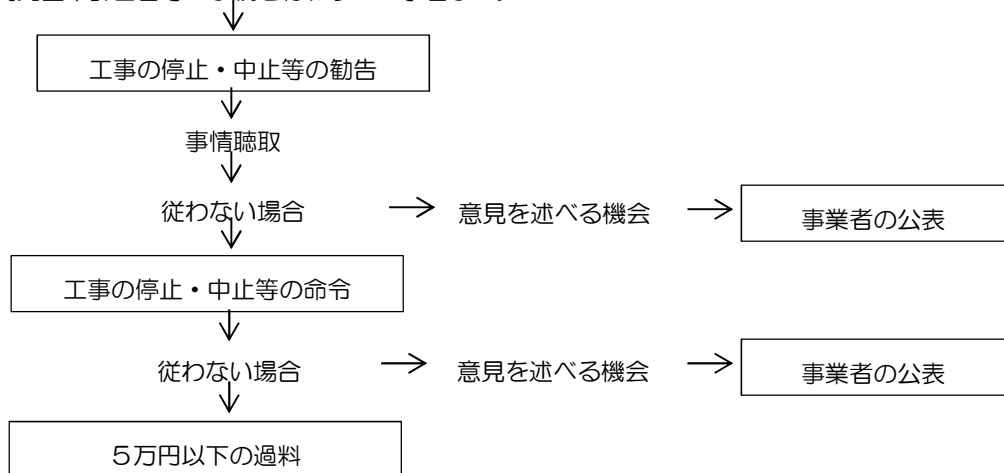 工事の停止・中止等の勧告
事情聴取
従わない場合 → 意見を述べる機会 → 事業者の公表
工事の停止・中止等の命令
従わない場合 → 意見を述べる機会 → 事業者の公表
5万円以下の過料